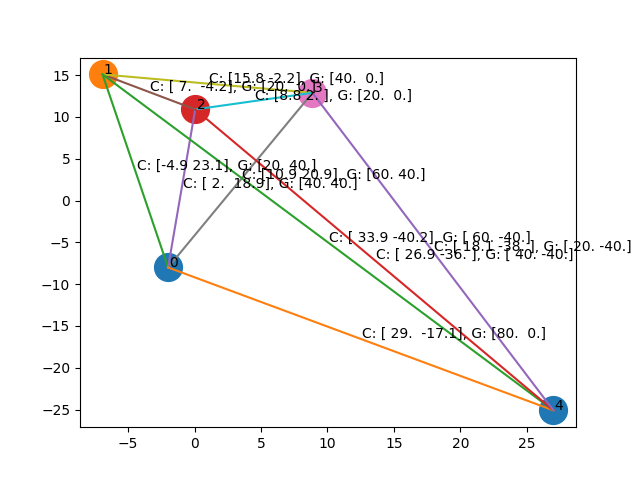 1
C: [15.8 -2.2], G: [40. 0.]
C: [ 7. -4.2], G: [20. 0.]
3
C: [8.8 2. ], G: [20. 0.]
2
C: [-4.9 23.1], G: [20. 40.]
C: [10.9 20.9], G: [60. 40.]
C: [ 2. 18.9], G: [40. 40.]
C: [ 33.9 -40.2], G: [ 60. -40.]
C: [ 18.1 -38. ], G: [ 20. -40.]
C: [ 26.9 -36. ], G: [ 40. -40.]
0
C: [ 29. -17.1], G: [80. 0.]
4
15
10
5
0
−5
−10
−15
−20
−25
−5 0 5 10 15 20 25